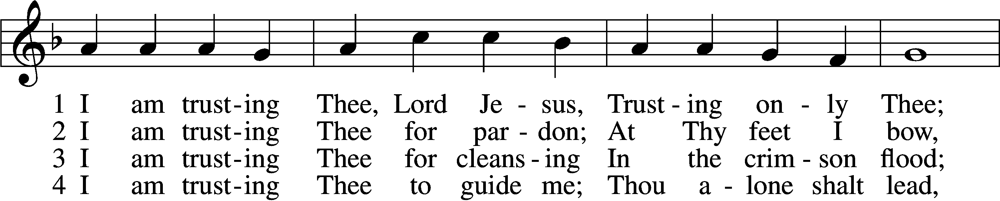 1 I am trust-ing Thee, Lord Je - sus, Trust - ing on - ly Thee;
2 I am trust-ing Thee for par - don; At Thy feet I bow,
3 I am trust-ing Thee for cleans - ing In the crim - son flood;
4 I am trust-ing Thee to guide me; Thou a - lone shalt lead,